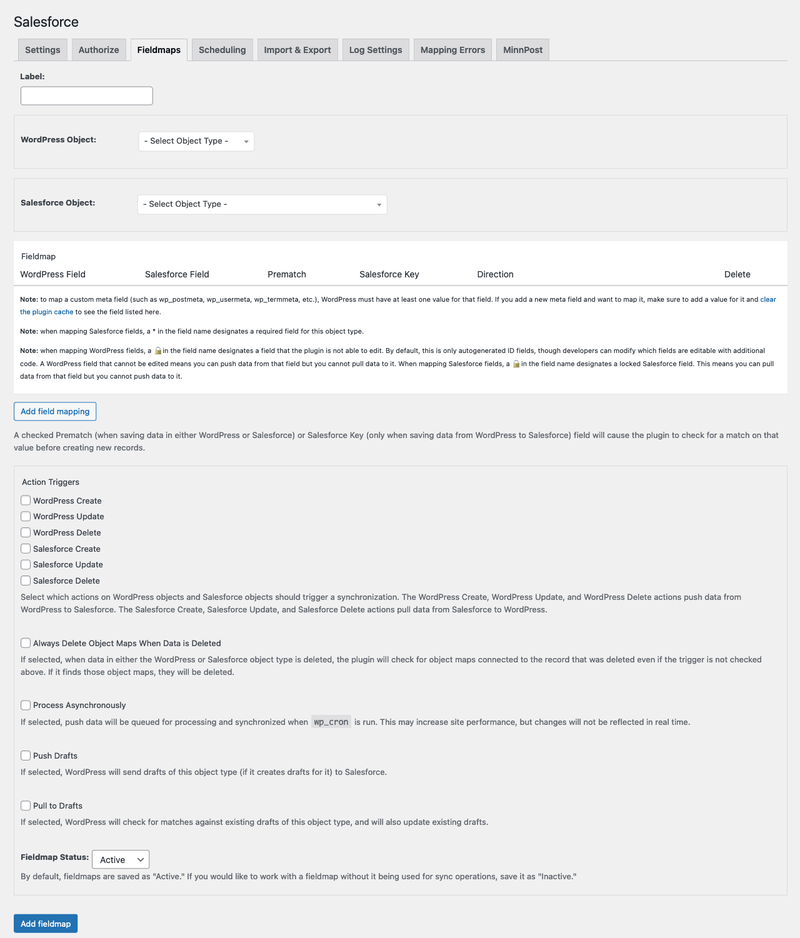 Salesforce
Settings
Authorize
Fieldmaps
Scheduling
Import & Export
Log Settings
Mapping Errors
MinnPost
Label:
WordPress Object:
- Select Object Type -
Salesforce Object:
- Select Object Type -
Fieldmap
WordPress Field Salesforce Field Prematch Salesforce Key Direction Delete
Note: to map a custom meta field (such as wp_postmeta, wp_usermeta, wp_termmeta, etc.), WordPress must have at least one value for that field. If you add a new meta field and want to map it, make sure to add a value for it and clear
the plugin cache to see the field listed here.
Note: when mapping Salesforce fields, a * in the field name designates a required field for this object type.
Note: when mapping WordPress fields, a 🔒 in the field name designates a field that the plugin is not able to edit. By default, this is only autogenerated ID fields, though developers can modify which fields are editable with additional
code. A WordPress field that cannot be edited means you can push data from that field but you cannot pull data to it. When mapping Salesforce fields, a 🔒 in the field name designates a locked Salesforce field. This means you can pull
data from that field but you cannot push data to it.
Add field mapping
A checked Prematch (when saving data in either WordPress or Salesforce) or Salesforce Key (only when saving data from WordPress to Salesforce) field will cause the plugin to check for a match on that
value before creating new records.
Action Triggers
WordPress Create
WordPress Update
WordPress Delete
Salesforce Create
Salesforce Update
Salesforce Delete
Select which actions on WordPress objects and Salesforce objects should trigger a synchronization. The WordPress Create, WordPress Update, and WordPress Delete actions push data from
WordPress to Salesforce. The Salesforce Create, Salesforce Update, and Salesforce Delete actions pull data from Salesforce to WordPress.
Always Delete Object Maps When Data is Deleted
If selected, when data in either the WordPress or Salesforce object type is deleted, the plugin will check for object maps connected to the record that was deleted even if the trigger is not checked
above. If it finds those object maps, they will be deleted.
Process Asynchronously
If selected, push data will be queued for processing and synchronized when wp_cron is run. This may increase site performance, but changes will not be reflected in real time.
Push Drafts
If selected, WordPress will send drafts of this object type (if it creates drafts for it) to Salesforce.
Pull to Drafts
If selected, WordPress will check for matches against existing drafts of this object type, and will also update existing drafts.
Fieldmap Status: Active
By default, fieldmaps are saved as "Active." If you would like to work with a fieldmap without it being used for sync operations, save it as "Inactive."
Add fieldmap